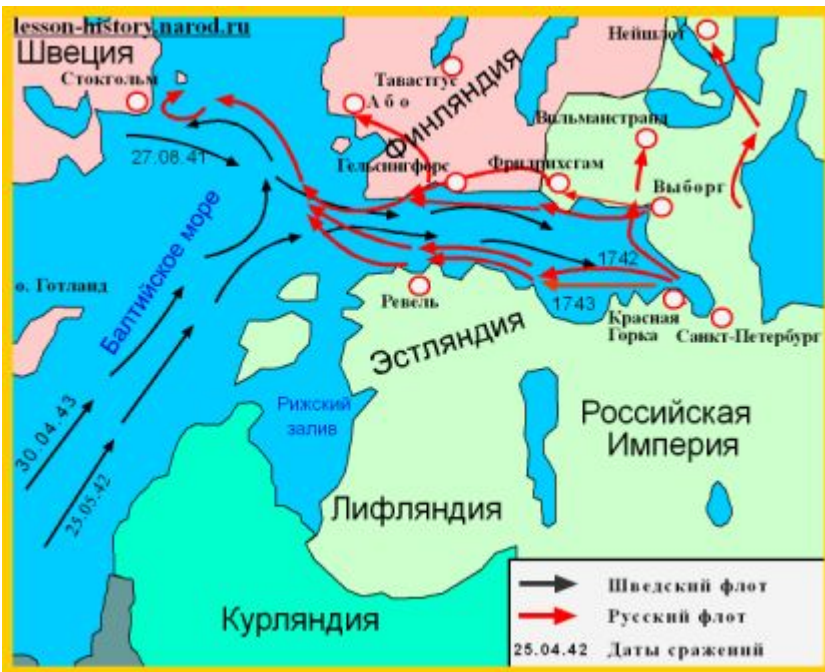 lesson-history.narod.ru
Швеция
Стокгольм
Нейшлот
Тавастгус
Або
Финляндия
Вильманстранд
27.08.41
Гельсингфорс
Фридрихсгам
Выборг
Балтийское море
о. Готланд
1742
1743
Ревель
Красная
Горка
Санкт-Петербург
Эстляндия
30.04.43
25.05.42
Рижский
залив
Российская
Империя
Лифляндия
Курляндия
Шведский флот
Русский флот
25.04.42 Даты сражений